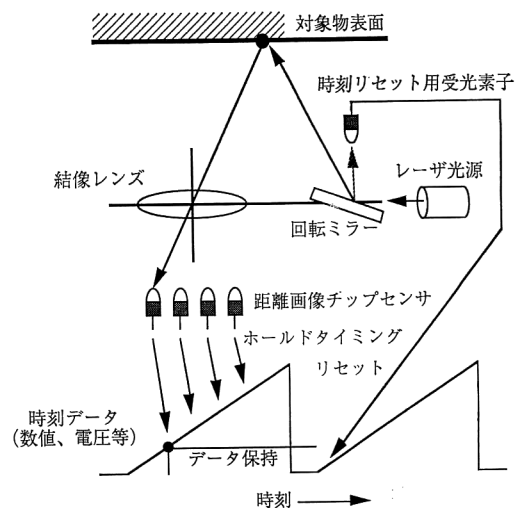 対象物表面
時刻リセット用受光素子
結像レンズ
レーザ光源
回転ミラー
距離画像チップセンサ
ホールドタイミング
リセット
時刻データ
（数値、電圧等）
データ保持
時刻